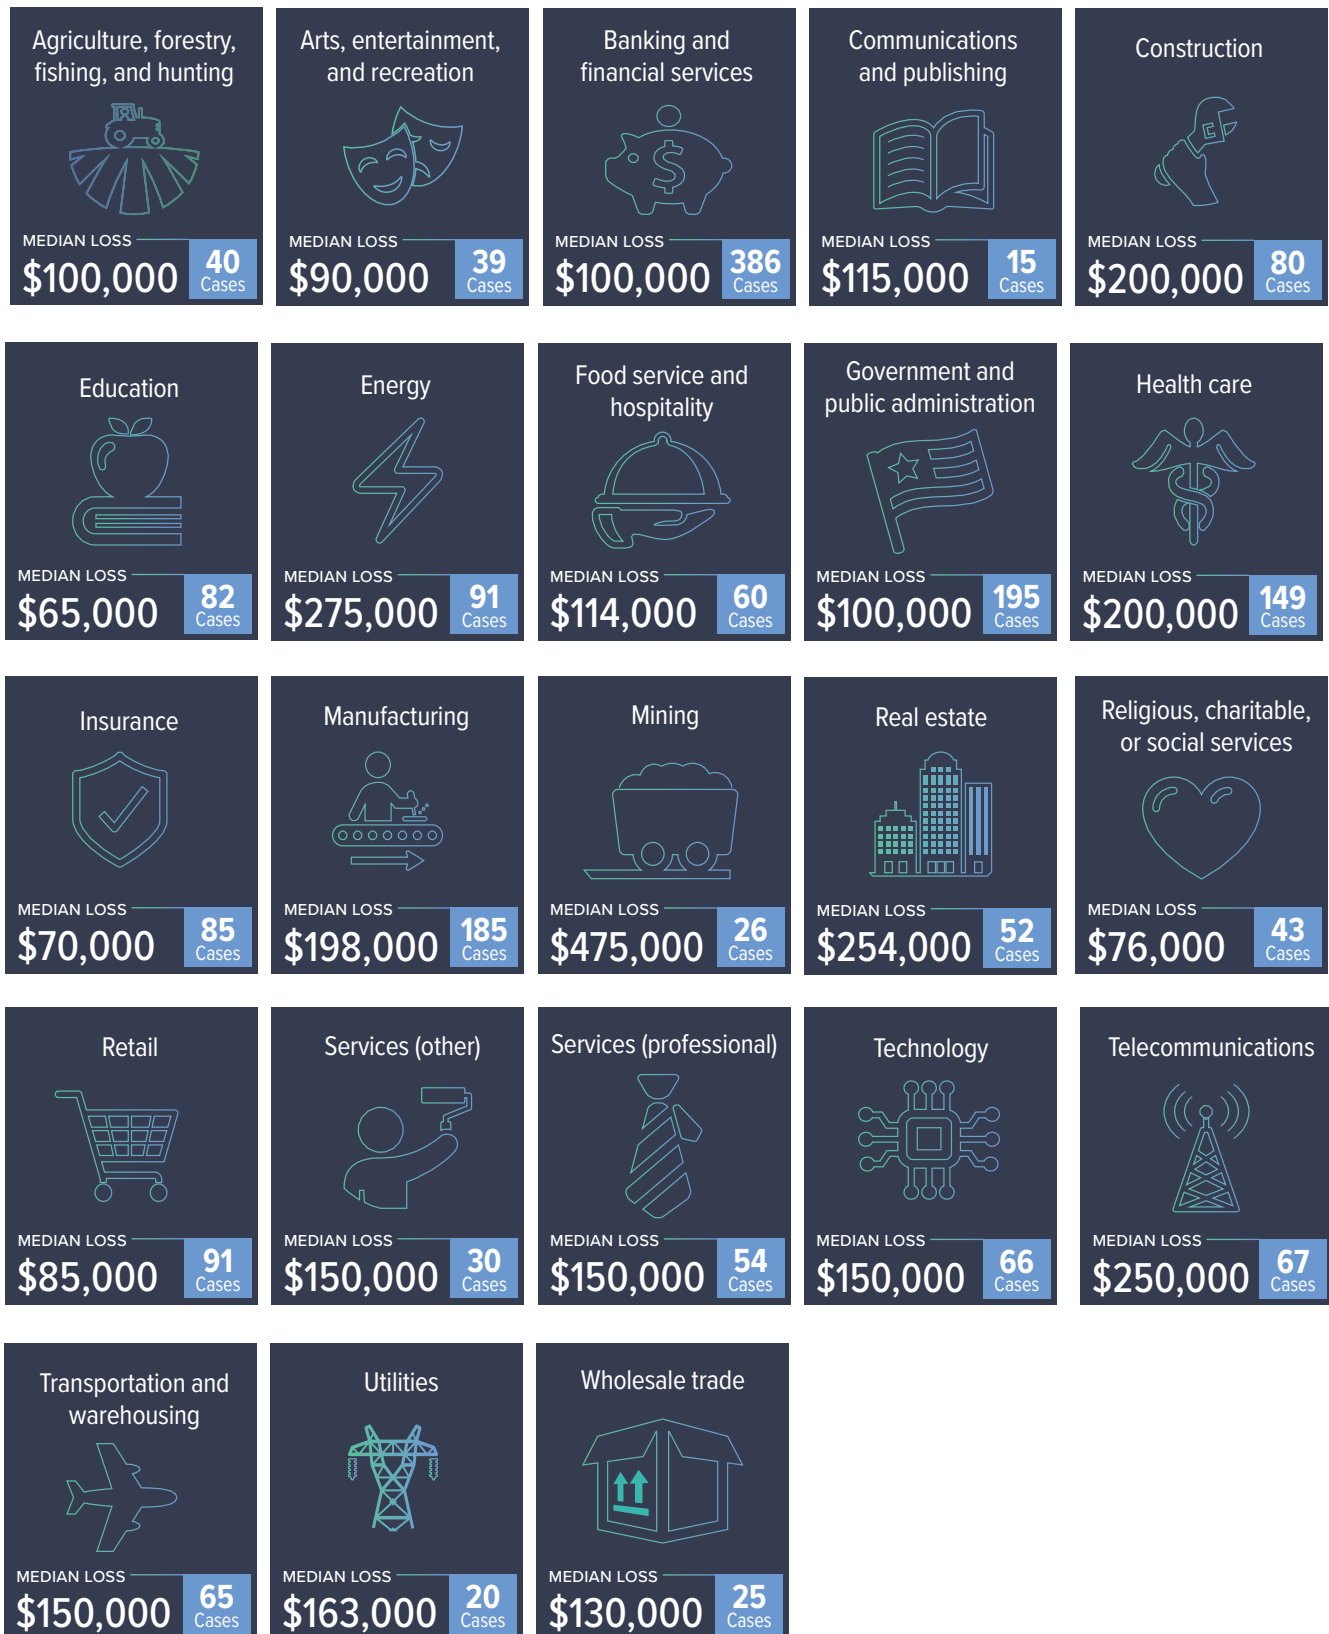 Agriculture, forestry,
fishing, and hunting
MEDIAN LOSS
$100,000
40
Cases
Arts, entertainment,
and recreation
MEDIAN LOSS
$90,000
39
Cases
Banking and
financial services
$
MEDIAN LOSS
$100,000
386
Cases
Communications
and publishing
MEDIAN LOSS
$115,000
15
Cases
Construction
MEDIAN LOSS
$200,000
80
Cases
Education
MEDIAN LOSS
$65,000
82
Cases
Energy
MEDIAN LOSS
$275,000
91
Cases
Food service and
hospitality
MEDIAN LOSS
$114,000
60
Cases
Government and
public administration
MEDIAN LOSS
$100,000
195
Cases
Health care
MEDIAN LOSS
$200,000
149
Cases
Insurance
MEDIAN LOSS
$70,000
85
Cases
Manufacturing
MEDIAN LOSS
$198,000
185
Cases
Mining
MEDIAN LOSS
$475,000
26
Cases
Real estate
MEDIAN LOSS
$254,000
52
Cases
Religious, charitable,
or social services
MEDIAN LOSS
$76,000
43
Cases
Retail
MEDIAN LOSS
$85,000
91
Cases
Services (other)
MEDIAN LOSS
$150,000
30
Cases
Services (professional)
MEDIAN LOSS
$150,000
54
Cases
Technology
MEDIAN LOSS
$150,000
66
Cases
Telecommunications
MEDIAN LOSS
$250,000
67
Cases
Transportation and
warehousing
MEDIAN LOSS
$150,000
65
Cases
Utilities
MEDIAN LOSS
$163,000
20
Cases
Wholesale trade
MEDIAN LOSS
$130,000
25
Cases